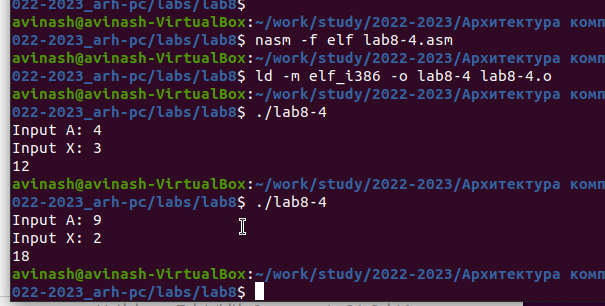 022-2023_arh-pc/labs/lab8$
avinash@avinash-VirtualBox:~/work/study/2022-2023/Архитектура комп
022-2023_arh-pc/labs/lab8$ nasm -f elf lab8-4.asm
avinash@avinash-VirtualBox:~/work/study/2022-2023/Архитектура комп
022-2023_arh-pc/labs/lab8$ ld -m elf_i386 -o lab8-4 lab8-4.o
avinash@avinash-VirtualBox:~/work/study/2022-2023/Архитектура комп
022-2023_arh-pc/labs/lab8$ ./lab8-4
Input A: 4
Input X: 3
12
avinash@avinash-VirtualBox:~/work/study/2022-2023/Архитектура комп
022-2023_arh-pc/labs/lab8$ ./lab8-4
Input A: 9
Input X: 2
18
avinash@avinash-VirtualBox:~/work/study/2022-2023/Архитектура комп
022-2023_arh-pc/labs/lab8$